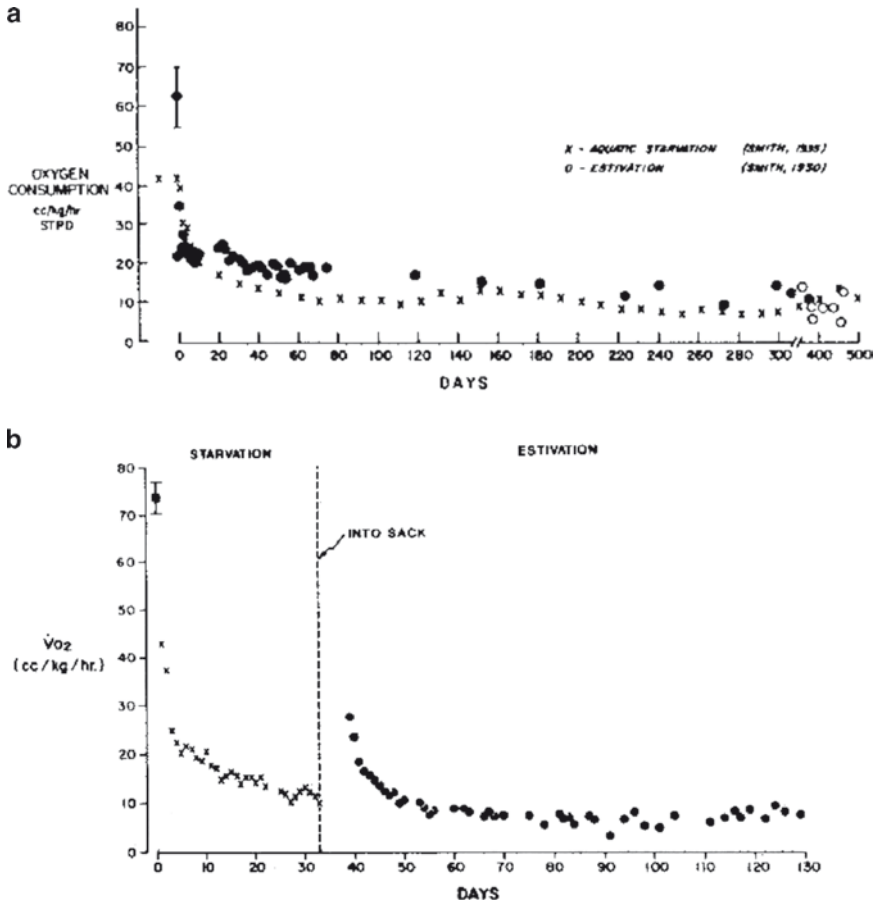 a
80
70
60
50
OXYGEN
CONSUMPTION
cc/kg/hr
STPD
40
30
20
10
0
X - AQUATIC STARVATION (SMITH, 1935)
O - ESTIVATION (SMITH, 1930)
0 20 40 60 80 100 120 140 160 180 200 220 240 260 280 300 400 500
DAYS
b
STARVATION ESTIVATION
80
70
60
50
40
30
20
10
0
INTO SACK
V̇O2
(cc/kg/hr.)
0 10 20 30 40 50 60 70 80 90 100 110 120 130
DAYS